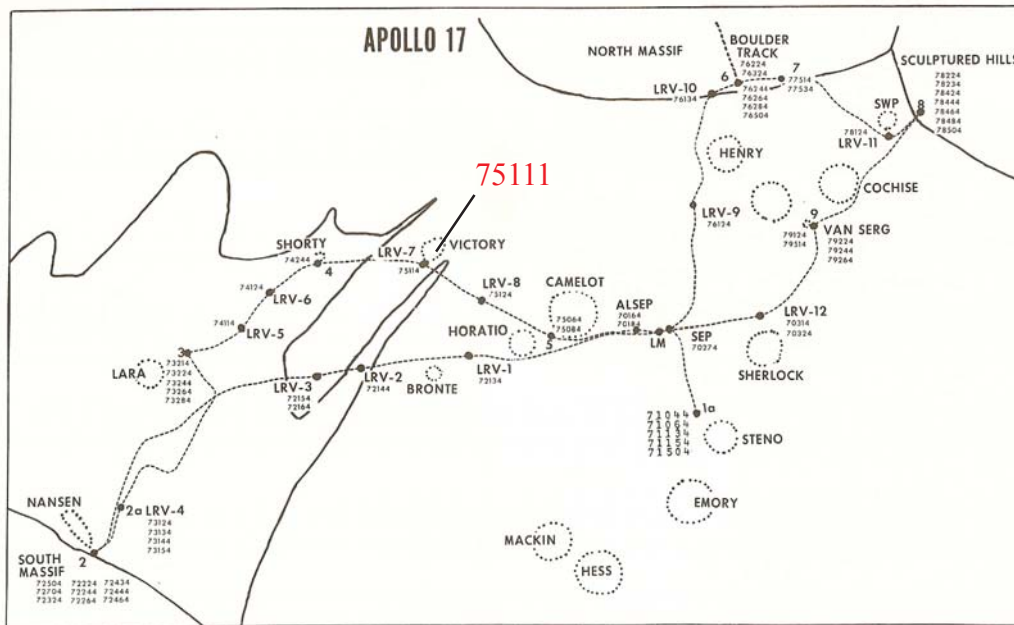 APOLLO 17
NORTH MASSIF
BOULDER
TRACK
76224
76324
6
7
77514
77534
76244
76264
76284
76504
LRV-10
76134
SCULPTURED HILLS
78224
78234
78424
78444
78464
78484
78504
SWP
8
78124
LRV-11
HENRY
COCHISE
75111
LRV-9
76124
9
79124
79514
VAN SERG
79224
79244
79264
SHORTY
74244
4
LRV-7
75114
VICTORY
74124
LRV-6
LRV-8
75124
CAMELOT
75064
75084
5
HORATIO
ALSEP
70164
70184
LM
SEP
70274
LRV-12
70314
70324
SHERLOCK
74114
LRV-5
3
73214
73224
73244
73264
73284
LARA
LRV-3
72154
72164
LRV-2
72144
BRONTE
LRV-1
72134
1a
71044
71064
71134
71154
71504
STENO
EMORY
NANSEN
2a LRV-4
73124
73134
73144
73154
MACKIN
HESS
2
SOUTH
MASSIF
72504 72224 72434
72704 72244 72444
72324 72264 72464